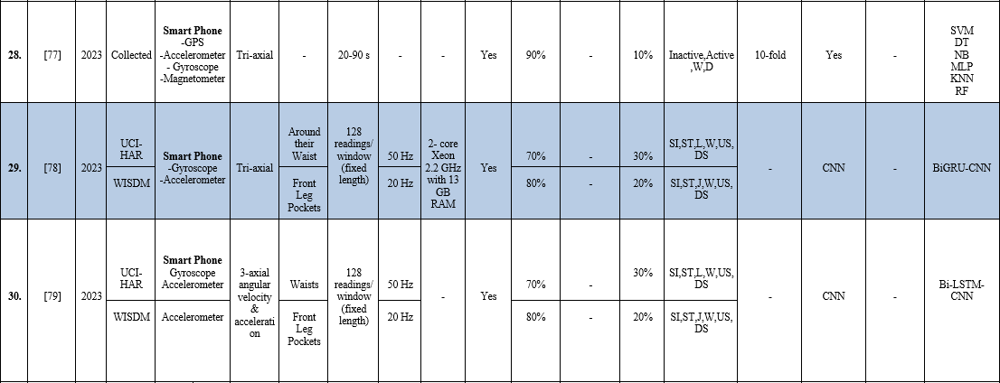 28.
[77]
2023
Collected
Smart Phone
-GPS
-Accelerometer
- Gyroscope
-Magnetometer
Tri-axial
-
20-90 s
-
-
Yes
90%
-
10%
Inactive,Active
,W,D
10-fold
Yes
-
SVM
DT
NB
MLP
KNN
RF
29.
[78]
2023
UCI-
HAR
WISDM
Smart Phone
-Gyroscope
-Accelerometer
Tri-axial
Around
their
Waist
Front
Leg
Pockets
128
readings/
window
(fixed
length)
50 Hz
20 Hz
2- core
Xeon
2.2 GHz
with 13
GB
RAM
Yes
70%
80%
-
-
30%
20%
SI,ST,L,W,US,
DS
SI,ST,J,W,US,
DS
-
CNN
-
BiGRU-CNN
30.
[79]
2023
UCI-
HAR
WISDM
Smart Phone
Gyroscope
Accelerometer
Accelerometer
3-axial
angular
velocity
&
accelerati
on
Waists
Front
Leg
Pockets
128
readings/
window
(fixed
length)
50 Hz
20 Hz
-
Yes
70%
80%
-
-
30%
20%
SI,ST,L,W,US,
DS
SI,ST,J,W,US,
DS
-
CNN
-
Bi-LSTM-
CNN